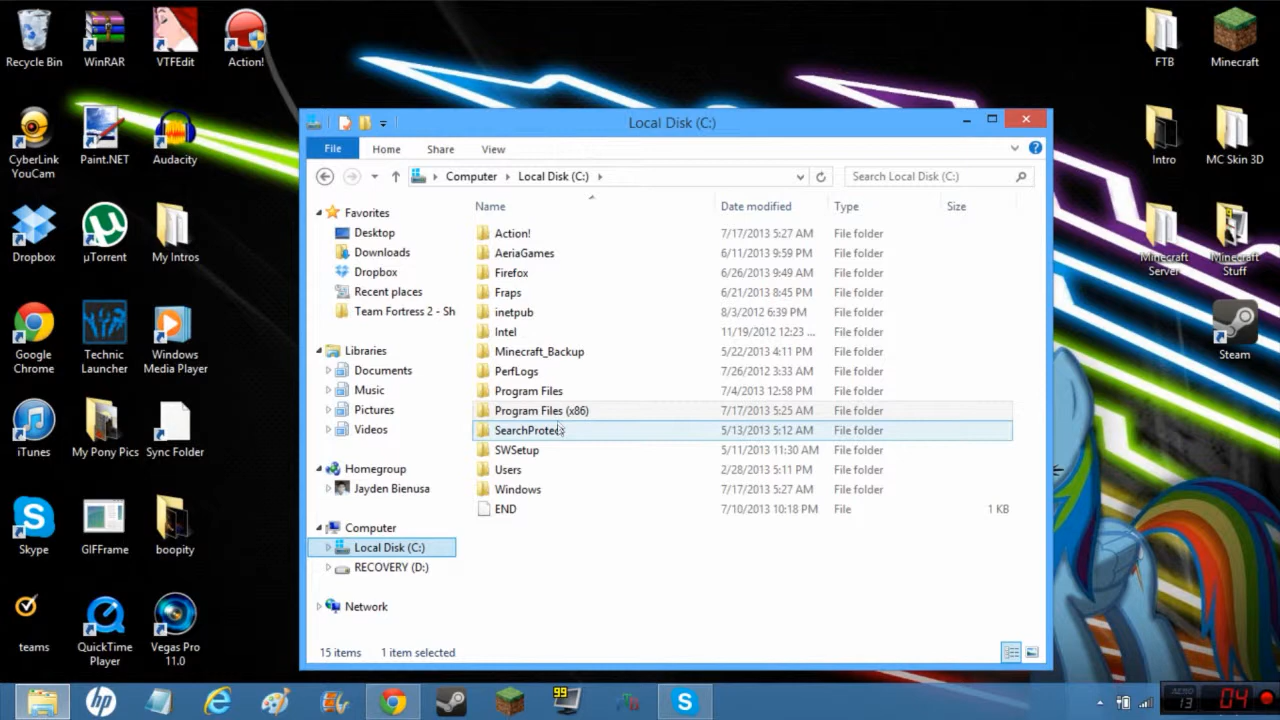 Recycle Bin
WinRAR
VTFEdit
Action!
CyberLink YouCam
Paint.NET
Audacity
Dropbox
µTorrent
My Intros
Google Chrome
Technic Launcher
Windows Media Player
iTunes
My Pony Pics
Sync Folder
Skype
GIFFrame
boopity
teams
QuickTime Player
Vegas Pro 11.0
Local Disk (C:)
File
Home
Share
View
Computer
Local Disk (C:)
Search Local Disk (C:)
Favorites
Desktop
Downloads
Dropbox
Recent places
Team Fortress 2 - Sh
Libraries
Documents
Music
Pictures
Videos
Homegroup
Jayden Bienusa
Computer
Local Disk (C:)
RECOVERY (D:)
Network
Name Date modified Type Size
Action! 7/17/2013 5:27 AM File folder
AeriaGames 6/11/2013 9:59 PM File folder
Firefox 6/26/2013 9:49 AM File folder
Fraps 6/21/2013 8:45 PM File folder
inetpub 8/3/2012 6:39 PM File folder
Intel 11/19/2012 12:23 ... File folder
Minecraft_Backup 5/22/2013 4:11 PM File folder
PerfLogs 7/26/2012 3:33 AM File folder
Program Files 7/4/2013 12:58 PM File folder
Program Files (x86) 7/17/2013 5:25 AM File folder
SearchProtect 5/13/2013 5:12 AM File folder
SWSetup 5/11/2013 11:30 AM File folder
Users 2/28/2013 5:11 PM File folder
Windows 7/17/2013 5:27 AM File folder
END 7/10/2013 10:18 PM File 1 KB
15 items 1 item selected
FTB
Minecraft
Intro
MC Skin 3D
Minecraft Server
Minecraft Stuff
Steam
99
AERO
13
04